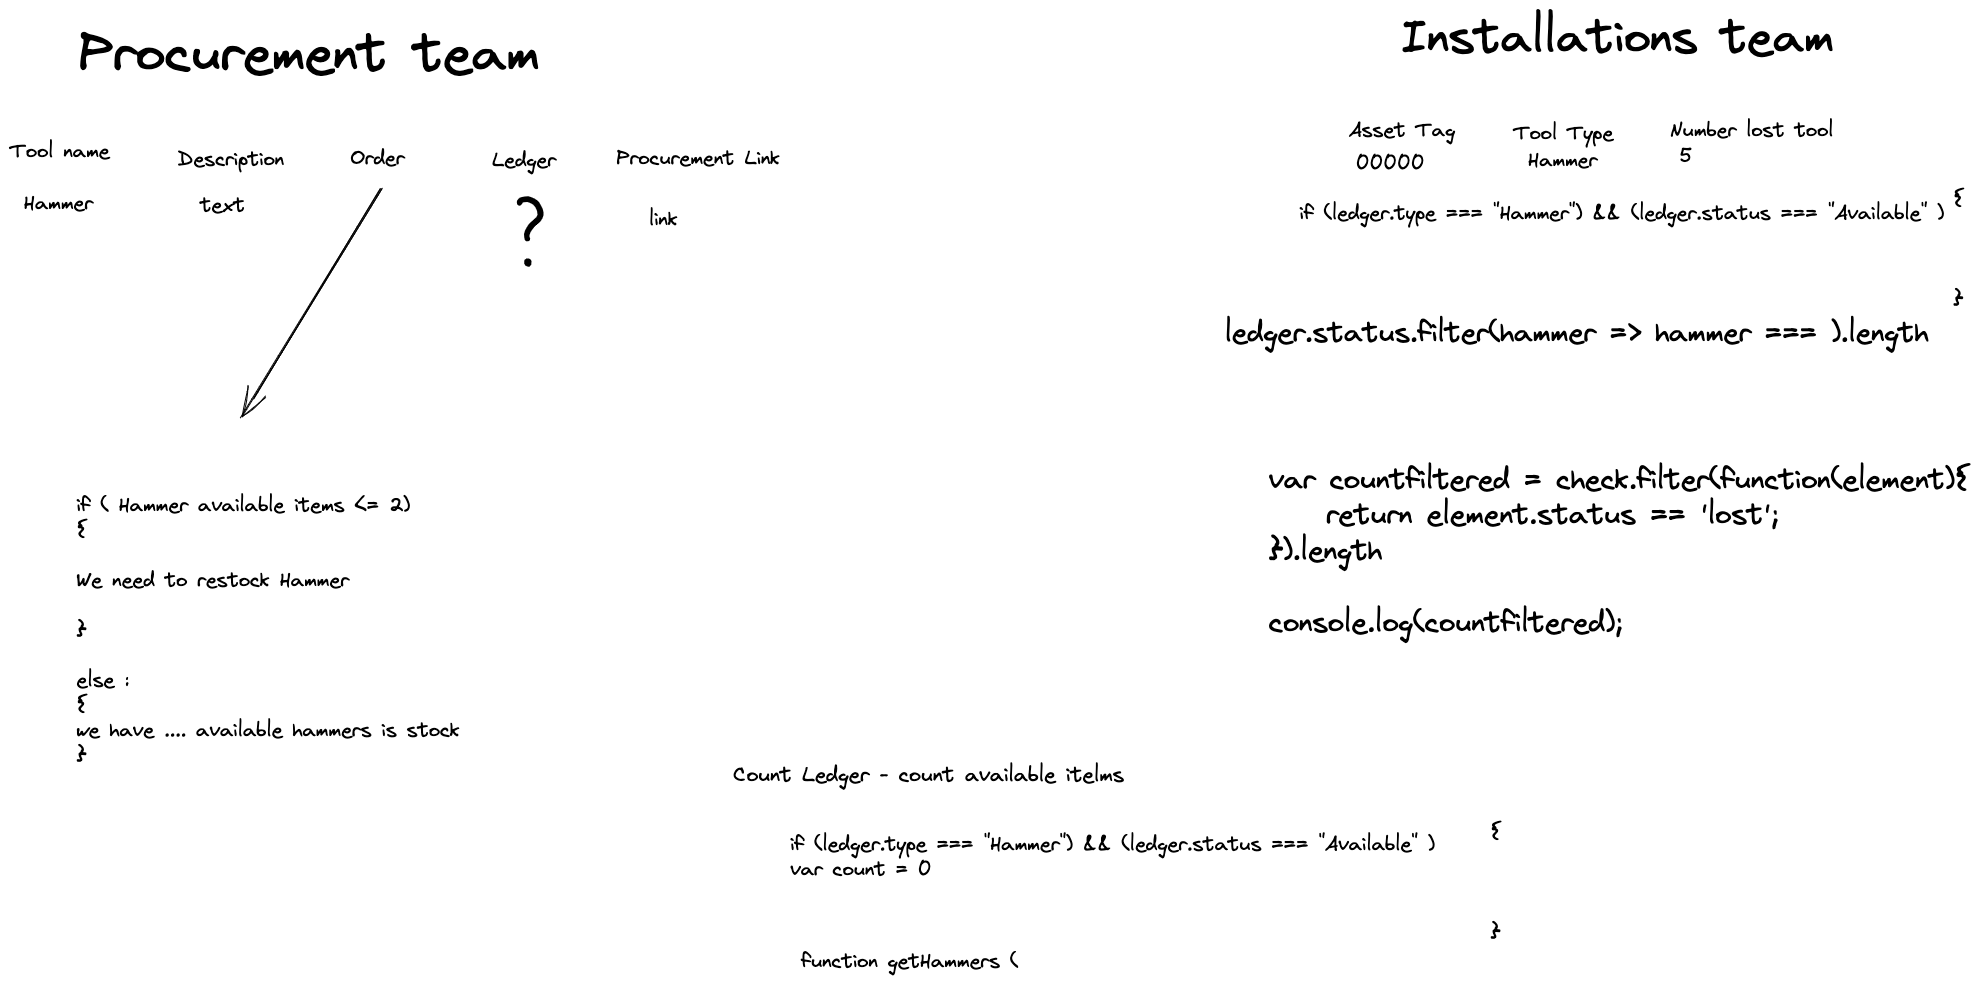 Procurement team
Tool name
Description
Order
Ledger
Procurement Link
Hammer
text
?
link
if ( Hammer available items <= 2)
{
We need to restock Hammer
}
else :
{
we have .... available hammers is stock
}
Installations team
Asset Tag
Tool Type
Number lost tool
00000
Hammer
5
if (ledger.type === "Hammer") && (ledger.status === "Available" ) {
}
ledger.status.filter(hammer => hammer === ).length
var countfiltered = check.filter(function(element){
return element.status == 'lost';
}).length
console.log(countfiltered);
Count Ledger - count available itelms
if (ledger.type === "Hammer") && (ledger.status === "Available" ) {
var count = 0
}
function getHammers (